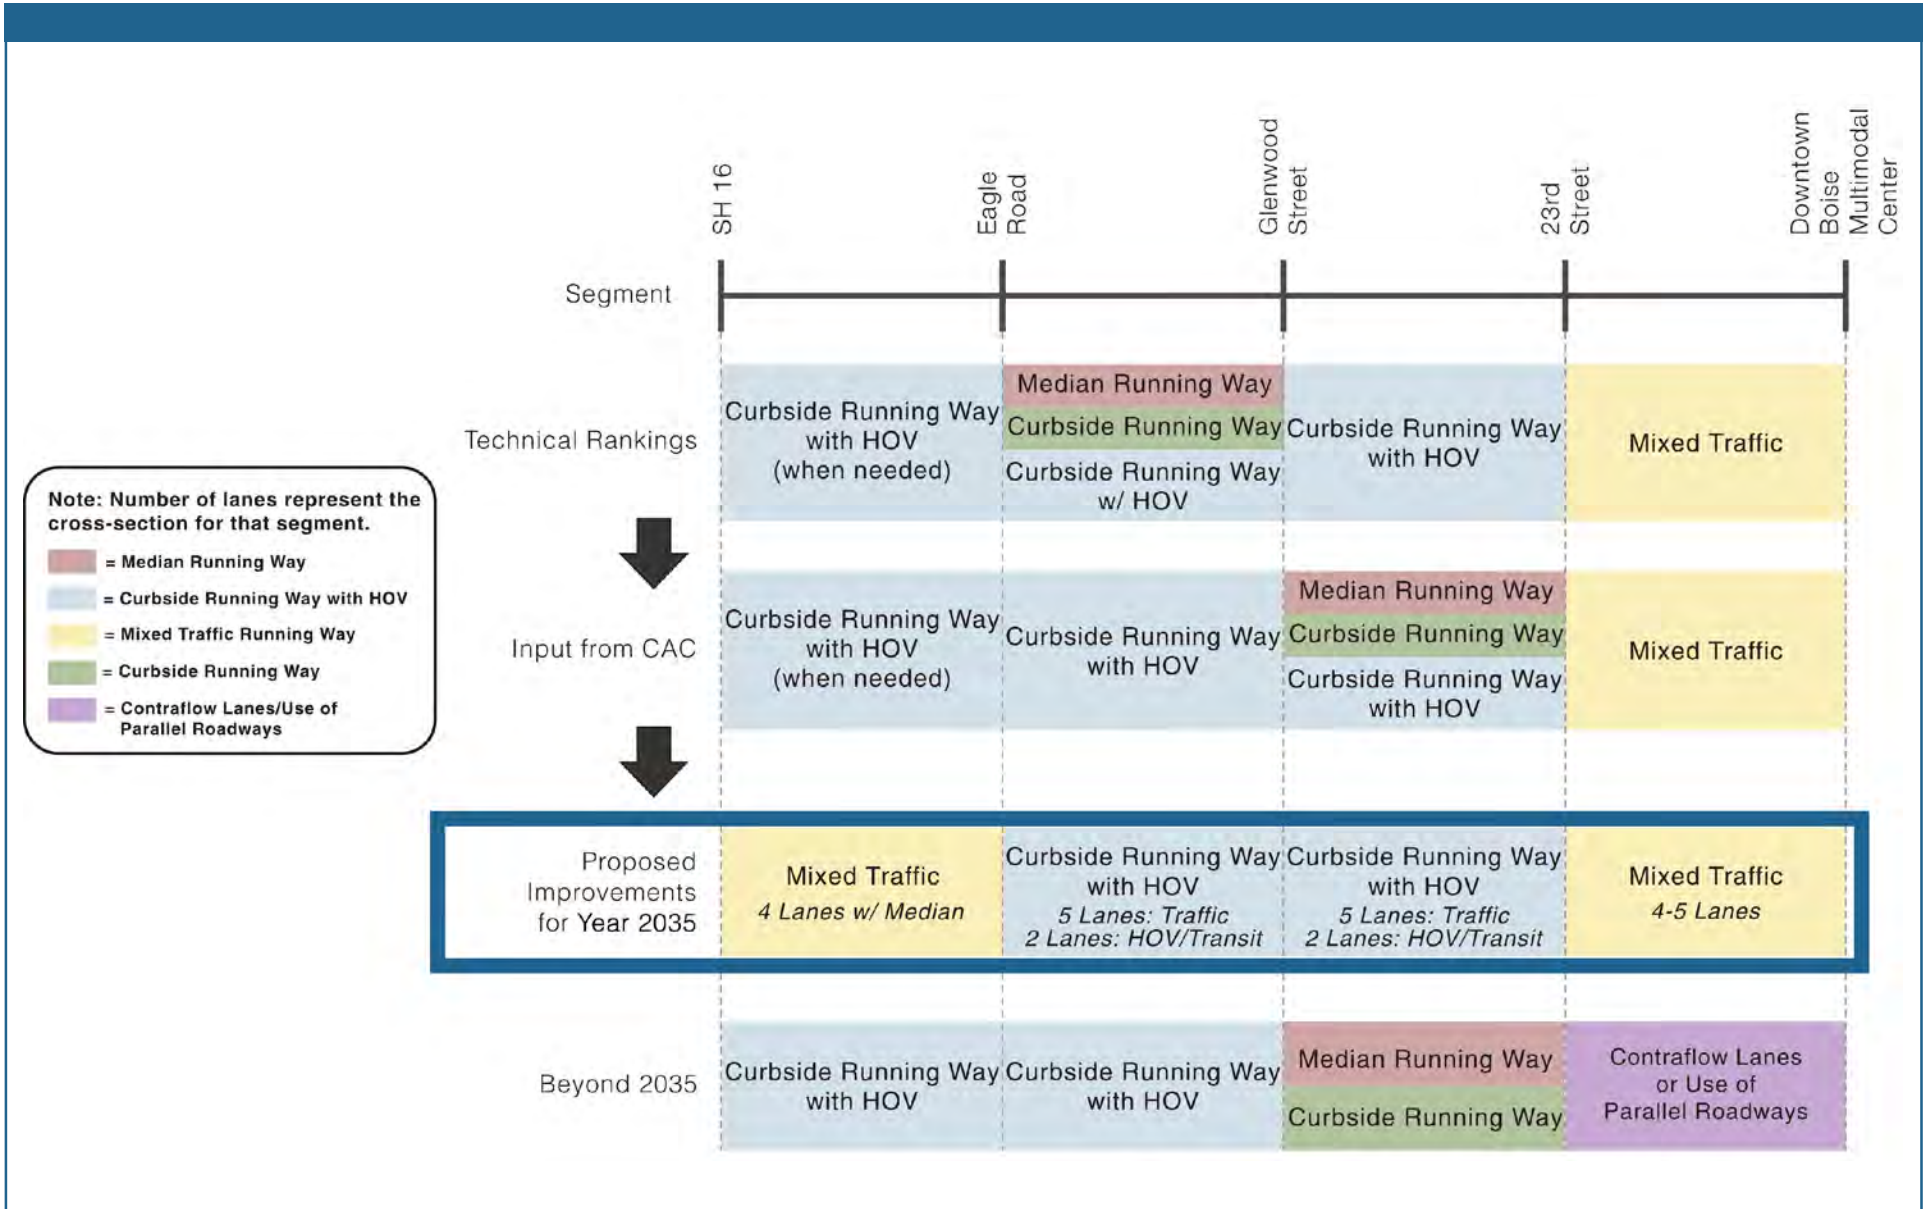 SH 16
Eagle
Road
Glenwood
Street
23rd
Street
Downtown
Boise
Multimodal
Center
Segment
Technical Rankings
Curbside Running Way
with HOV
(when needed)
Median Running Way
Curbside Running Way
Curbside Running Way
w/ HOV
Curbside Running Way
with HOV
Mixed Traffic
Note: Number of lanes represent the
cross-section for that segment.
= Median Running Way
= Curbside Running Way with HOV
= Mixed Traffic Running Way
= Curbside Running Way
= Contraflow Lanes/Use of
Parallel Roadways
Input from CAC
Curbside Running Way
with HOV
(when needed)
Curbside Running Way
with HOV
Median Running Way
Curbside Running Way
Curbside Running Way
with HOV
Mixed Traffic
Proposed
Improvements
for Year 2035
Mixed Traffic
4 Lanes w/ Median
Curbside Running Way
with HOV
5 Lanes: Traffic
2 Lanes: HOV/Transit
Curbside Running Way
with HOV
5 Lanes: Traffic
2 Lanes: HOV/Transit
Mixed Traffic
4-5 Lanes
Beyond 2035
Curbside Running Way
with HOV
Curbside Running Way
with HOV
Median Running Way
Curbside Running Way
Contraflow Lanes
or Use of
Parallel Roadways